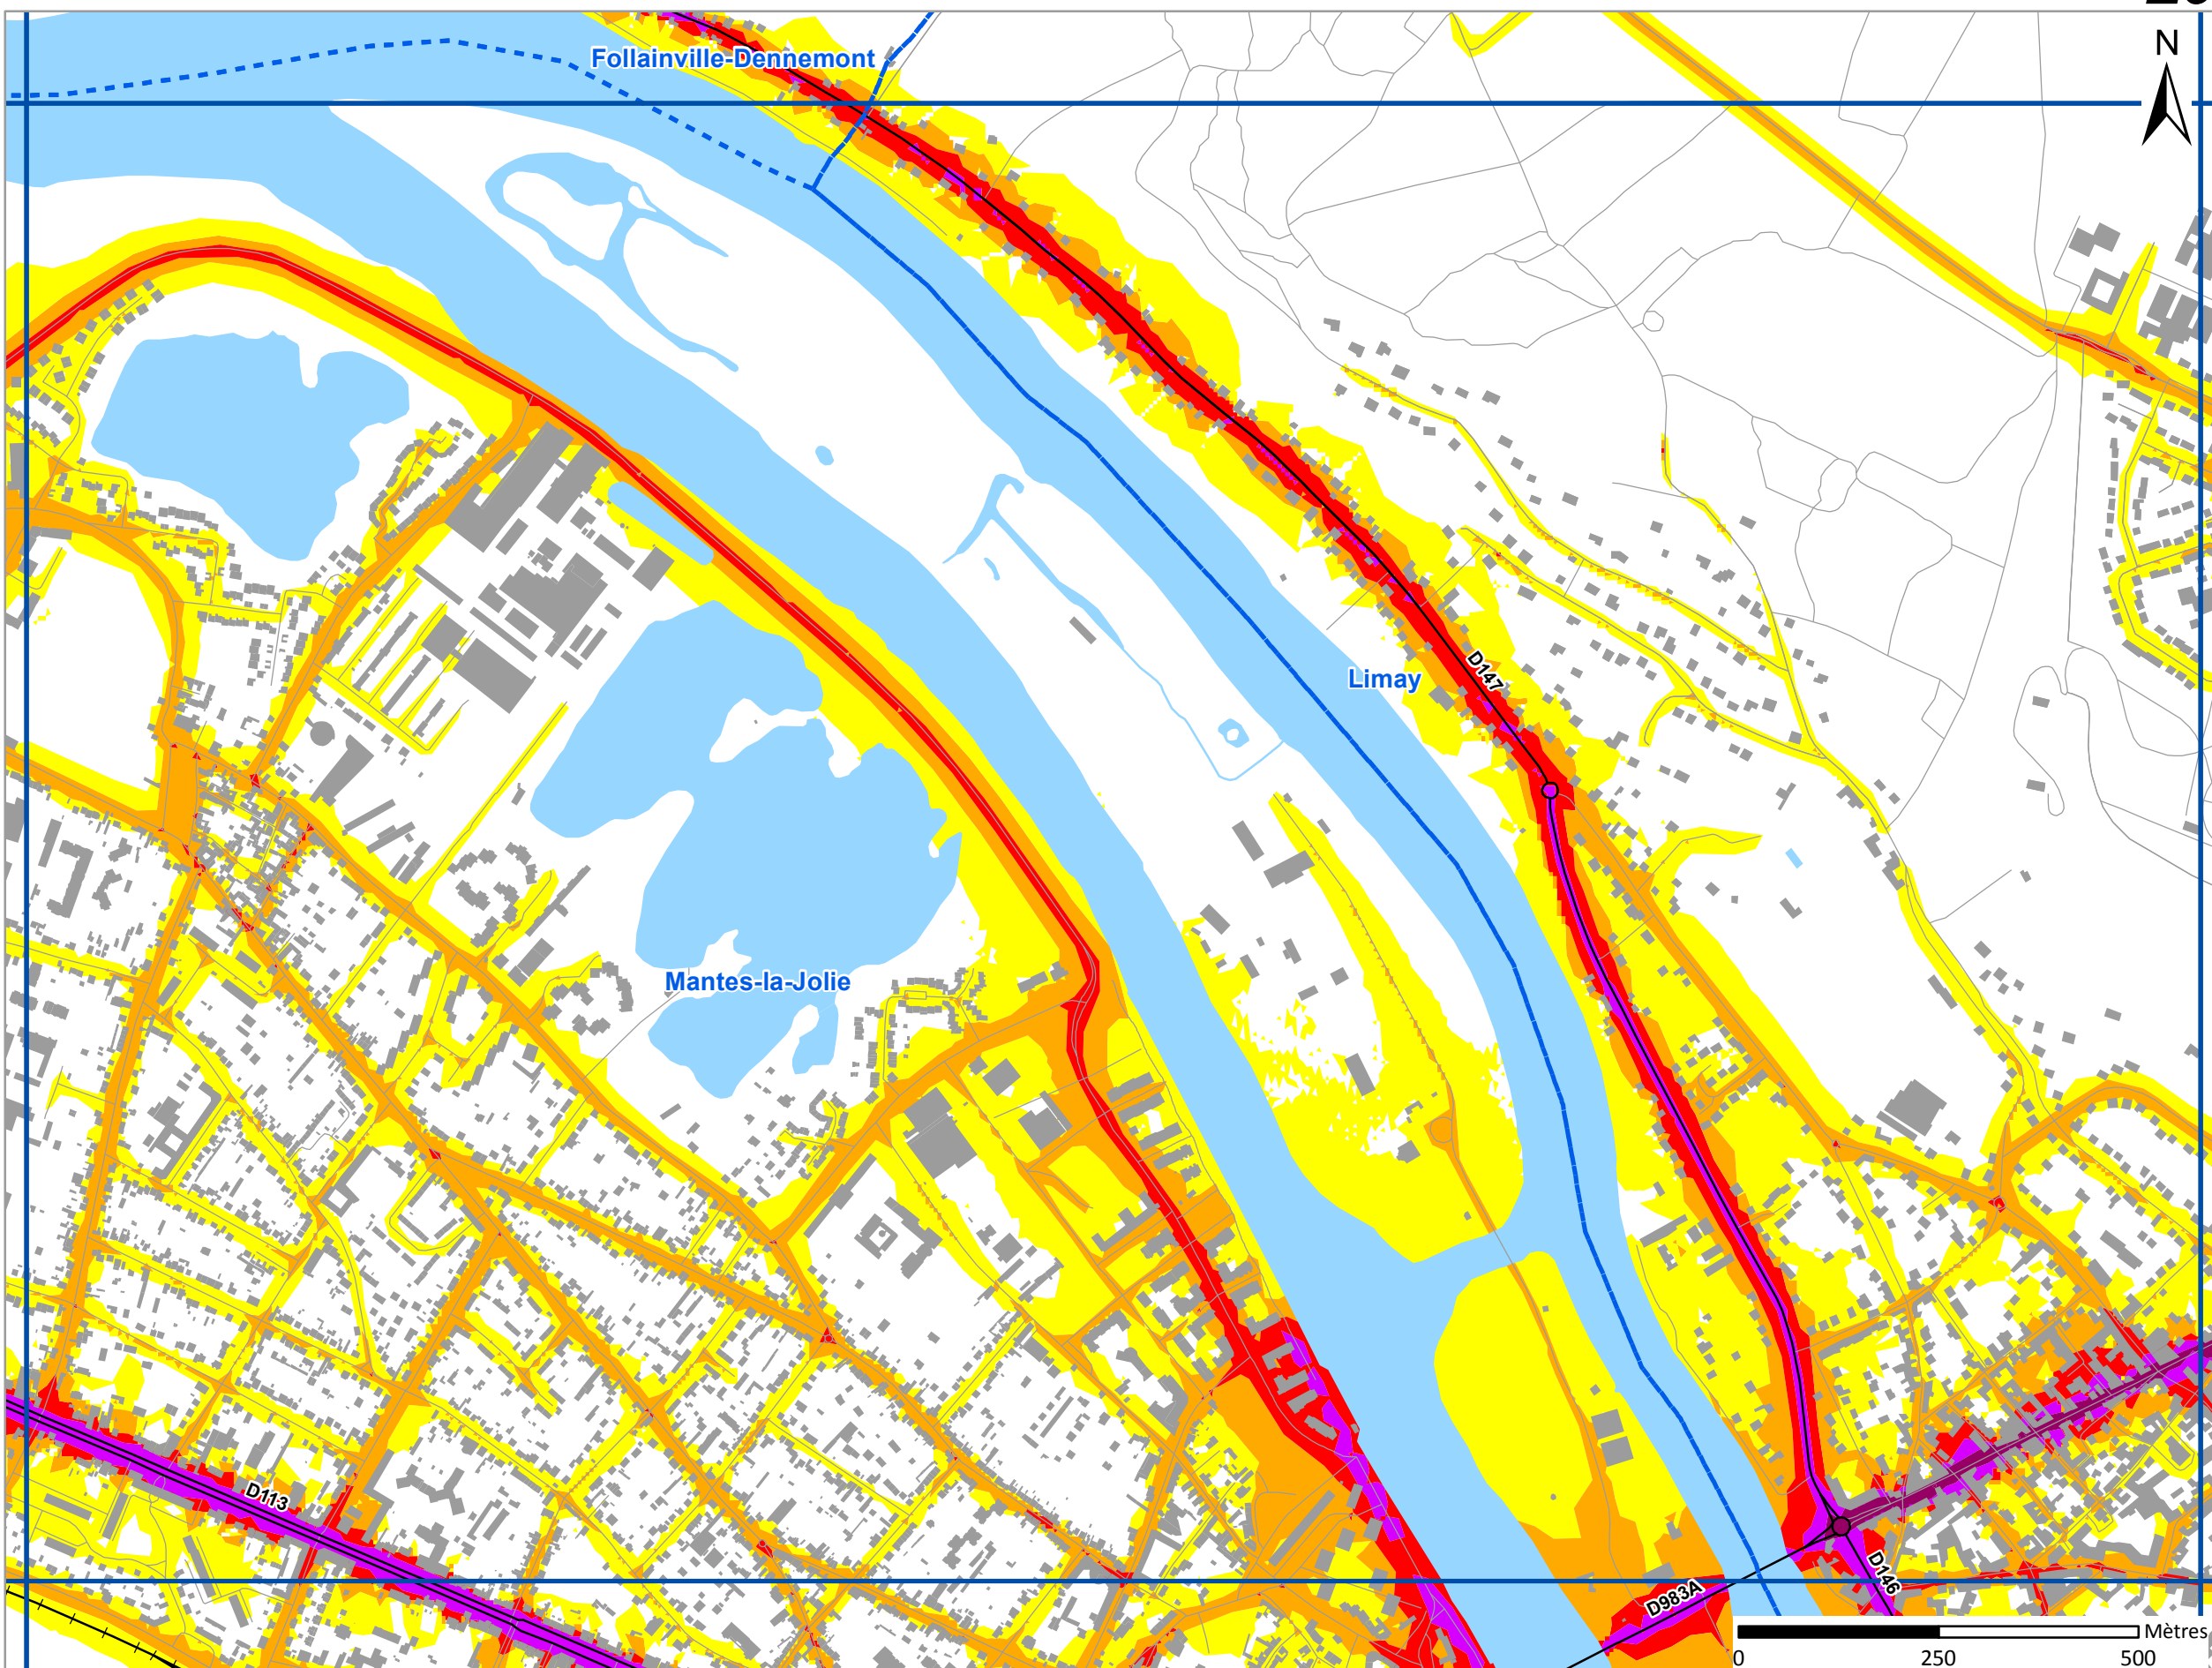 N
Follainville-Dennemont
D147
Limay
Mantes-la-Jolie
D113
D146
D983A
Mètres
0 250 500